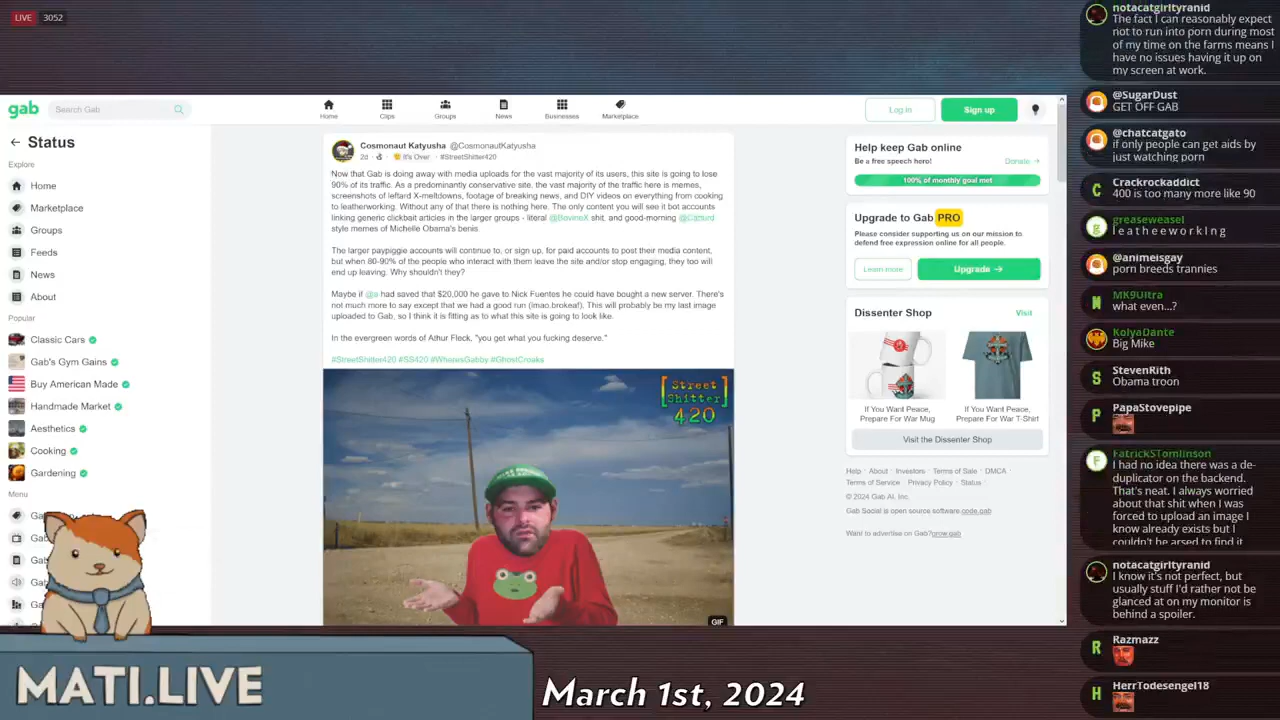 LIVE 3052
gab
Search Gab
Home
Clips
Groups
News
Businesses
Marketplace
Log in
Sign up
Status
Explore
Home
Marketplace
Groups
Feeds
News
About
Popular
Classic Cars
Gab's Gym Gains
Buy American Made
Handmade Market
Aesthetics
Cooking
Gardening
Menu
Cosmonaut Katyusha @CosmonautKatyusha
2d · It's Over · #StreetShitter420
Now that Gab is doing away with media uploads for the vast majority of its users, this site is going to lose
90% of its traffic. As a predominantly conservative site, the vast majority of the traffic here is memes,
screenshots of leftard X-meltdowns, footage of breaking news, and DIY videos on everything from cooking
to leatherworking. Without any of that there is nothing here. The only content you will see it bot accounts
linking generic clickbait articles in the larger groups - literal @BovineX shit, and good-morning @Catturd
style memes of Michelle Obama's benis.
The larger paypiggie accounts will continue to, or sign up, for paid accounts to post their media content,
but when 80-90% of the people who interact with them leave the site and/or stop engaging, they too will
end up leaving. Why shouldn't they?
Maybe if @a had saved that $20,000 he gave to Nick Fuentes he could have bought a new server. There's
not much more to say except that we had a good run (lmao.brokeaf). This will probably be my last image
uploaded to Gab, so I think it is fitting as to what this site is going to look like.
In the evergreen words of Athur Fleck, "you get what you fucking deserve."
#StreetShitter420 #SS420 #WheresGabby #GhostCroaks
Street
Shitter
420
GIF
Help keep Gab online
Be a free speech hero!
Donate →
100% of monthly goal met
Upgrade to Gab PRO
Please consider supporting us on our mission to
defend free expression online for all people.
Learn more
Upgrade →
Dissenter Shop
Visit
If You Want Peace,
Prepare For War Mug
If You Want Peace,
Prepare For War T-Shirt
Visit the Dissenter Shop
Help · About · Investors · Terms of Sale · DMCA ·
Terms of Service · Privacy Policy · Status ·
© 2024 Gab AI, Inc.
Gab Social is open source software code.gab
Want to advertise on Gab? grow.gab
notacatgirltyranid
The fact I can reasonably expect
not to run into porn during most
of my time on the farms means I
have no issues having it up on
my screen at work.
@SugarDust
GET OFF GAB
@chatcatgato
if only people can get aids by
just watching porn
C
Cradcrockaddict
400 is 300 more like 90
g
greaseweasel
l e a t h e r w o r k i n g
@animeisgay
porn breeds trannies
M
MK9Ultra
what??
KolyaDante
Big Mike
S
StevenRith
Obama troon
P
Papastovepipe
F
FatrickSTomlinson
I had no idea there was a de-
duplicator on the backend.
That's neat. I always worried
about that shit when I was
forced to upload an image I
know already exists but I
couldn't be arsed to find it
notacatgirltyranid
I know it's not perfect, but
stuff I'd rather not be
glanced at on my monitor is
behind a spoiler.
R
Razmazz
H
HerrTodesengel18
MATI.LIVE
March 1st, 2024